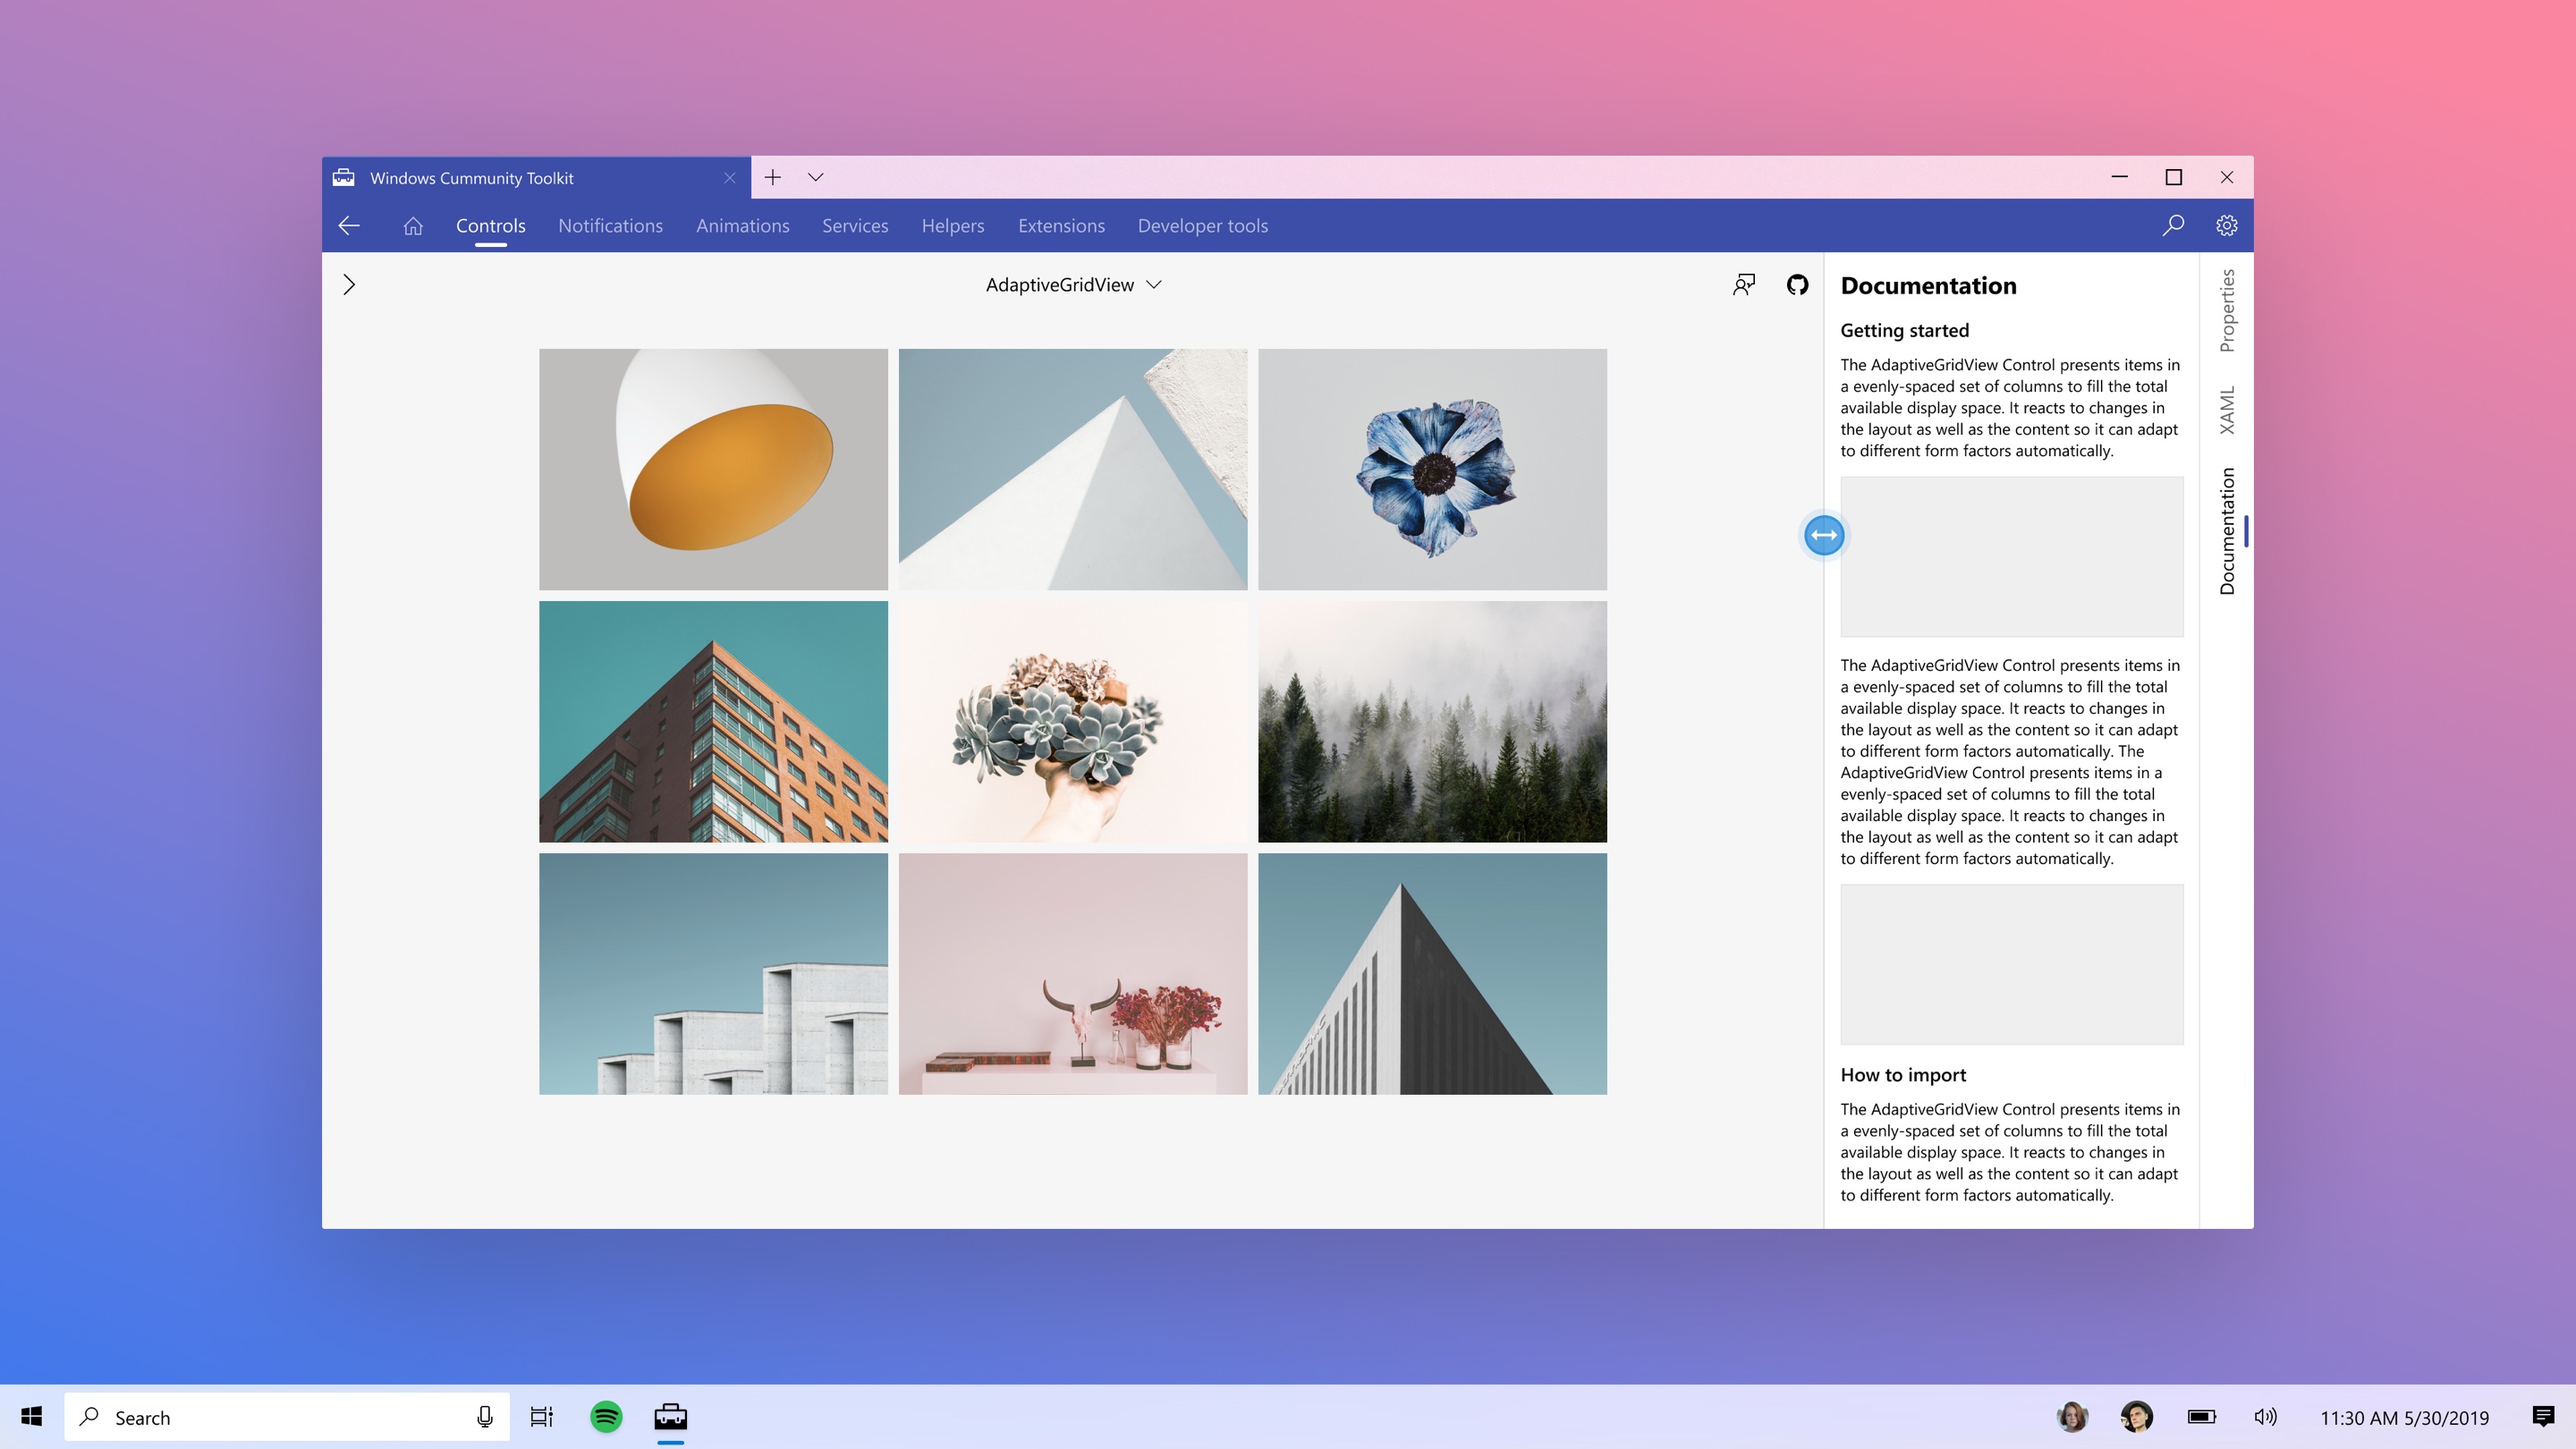 Windows Cummunity Toolkit
Controls
Notifications
Animations
Services
Helpers
Extensions
Developer tools
AdaptiveGridView
Documentation
Getting started
The AdaptiveGridView Control presents items in
a evenly-spaced set of columns to fill the total
available display space. It reacts to changes in
the layout as well as the content so it can adapt
to different form factors automatically.
The AdaptiveGridView Control presents items in
a evenly-spaced set of columns to fill the total
available display space. It reacts to changes in
the layout as well as the content so it can adapt
to different form factors automatically. The
AdaptiveGridView Control presents items in a
evenly-spaced set of columns to fill the total
available display space. It reacts to changes in
the layout as well as the content so it can adapt
to different form factors automatically.
How to import
The AdaptiveGridView Control presents items in
a evenly-spaced set of columns to fill the total
available display space. It reacts to changes in
the layout as well as the content so it can adapt
to different form factors automatically.
Properties
XAML
Documentation
Search
11:30 AM 5/30/2019